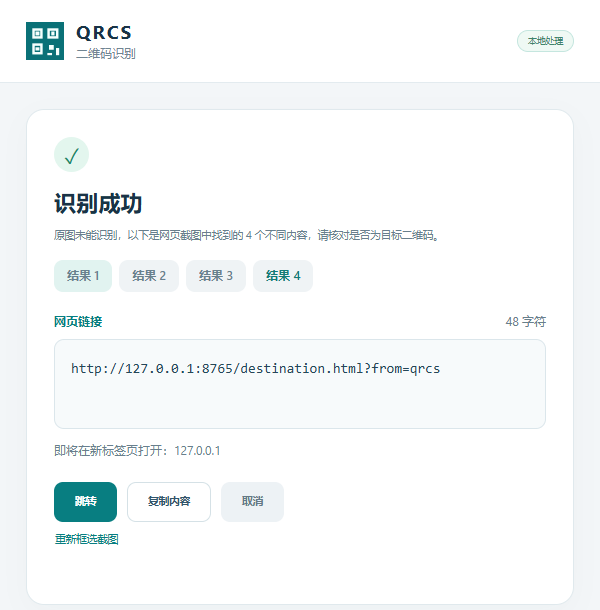 QRCS
二维码识别
本地处理
✓
识别成功
原图未能识别，以下是网页截图中找到的 4 个不同内容，请核对是否为目标二维码。
结果 1 结果 2 结果 3 结果 4
网页链接 48 字符
http://127.0.0.1:8765/destination.html?from=qrcs
即将在新标签页打开：127.0.0.1
跳转 复制内容 取消
重新框选截图